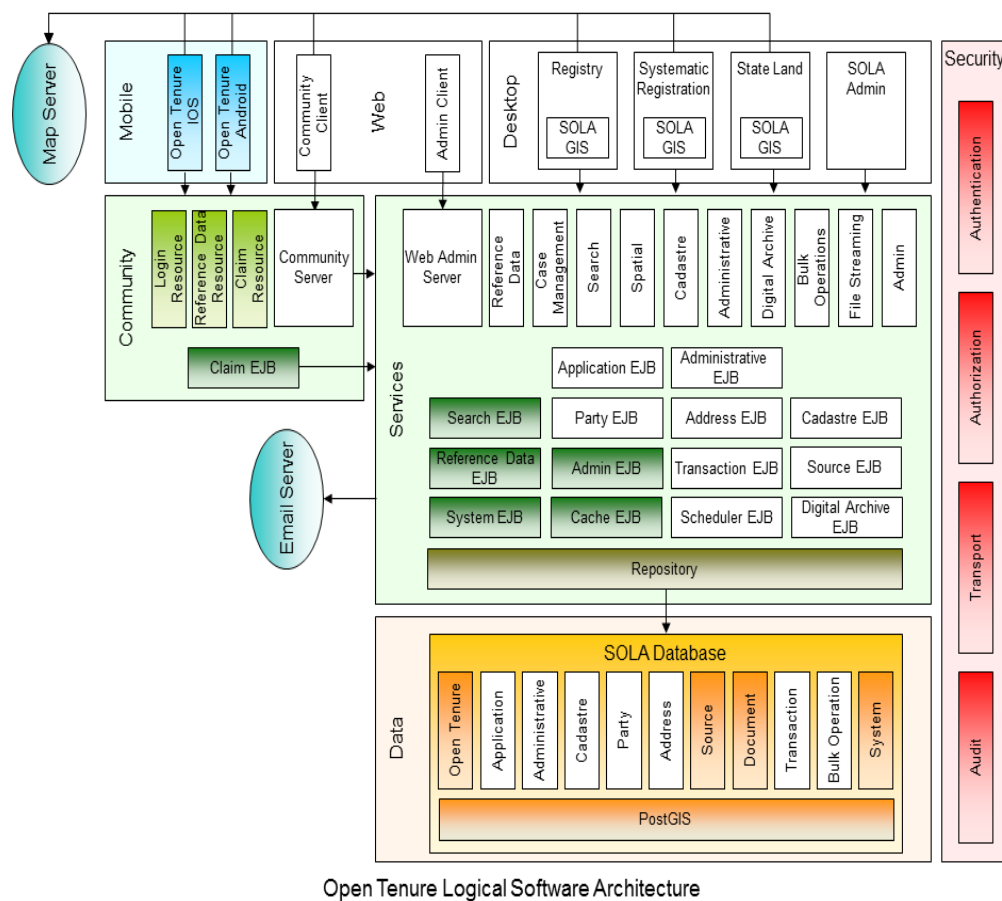 Map Server
Mobile
Open Tenure
IOS
Open Tenure
Android
Community
Client
Web
Admin Client
Desktop
Registry
SOLA
GIS
Systematic
Registration
SOLA
GIS
State Land
SOLA
GIS
SOLA
Admin
Security
Authentication
Authorization
Transport
Audit
Community
Login
Resource
Reference Data
Resource
Claim
Resource
Community
Server
Claim EJB
Services
Web Admin
Server
Reference
Data
Case
Management
Search
Spatial
Cadastre
Administrative
Digital Archive
Bulk
Operations
File Streaming
Admin
Application EJB
Administrative
EJB
Search EJB
Party EJB
Address EJB
Cadastre EJB
Reference Data
EJB
Admin EJB
Transaction EJB
Source EJB
System EJB
Cache EJB
Scheduler EJB
Digital Archive
EJB
Repository
Email Server
Data
SOLA Database
Open Tenure
Application
Administrative
Cadastre
Party
Address
Source
Document
Transaction
Bulk Operation
System
PostGIS
Open Tenure Logical Software Architecture